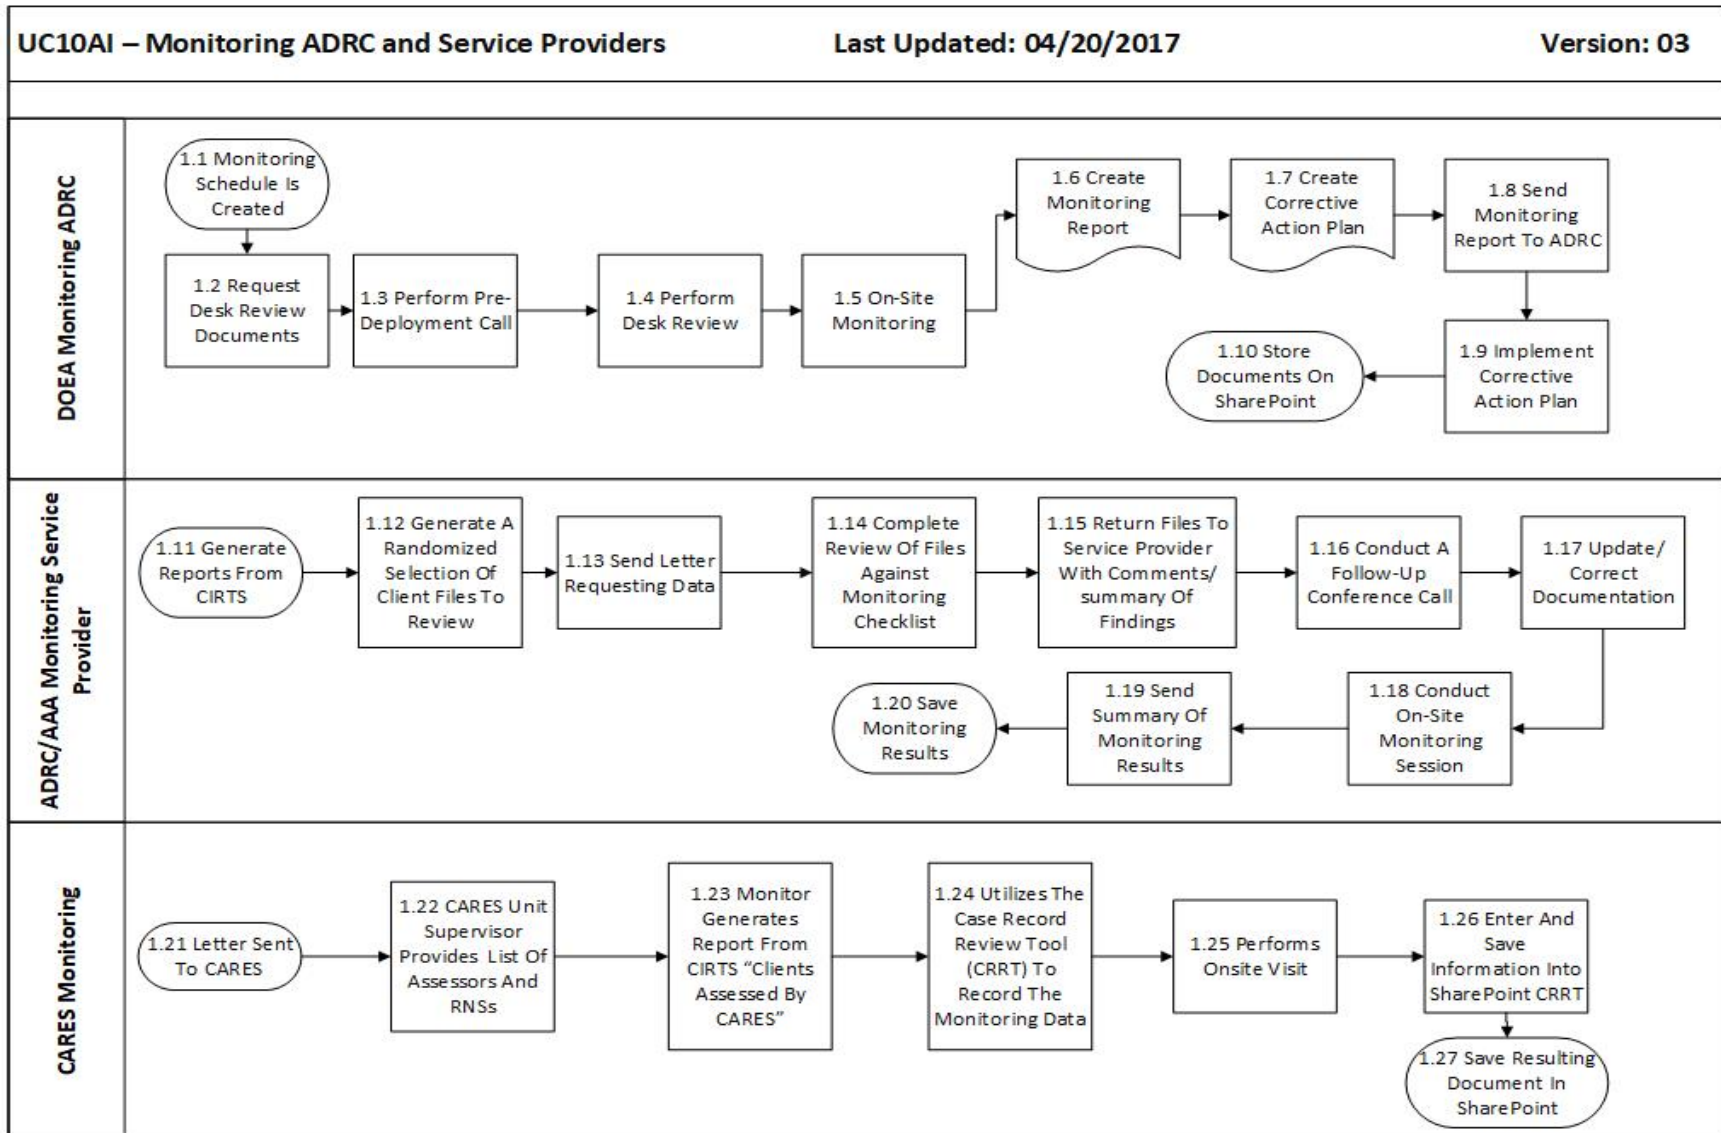 UC10AI – Monitoring ADRC and Service Providers
Last Updated: 04/20/2017
Version: 03
DOEA Monitoring ADRC
1.1 Monitoring
Schedule Is
Created
1.2 Request
Desk Review
Documents
1.3 Perform Pre-
Deployment Call
1.4 Perform
Desk Review
1.5 On-Site
Monitoring
1.6 Create
Monitoring
Report
1.7 Create
Corrective
Action Plan
1.8 Send
Monitoring
Report To ADRC
1.9 Implement
Corrective
Action Plan
1.10 Store
Documents On
SharePoint
ADRC/AAA Monitoring Service
Provider
1.11 Generate
Reports From
CIRTS
1.12 Generate A
Randomized
Selection Of
Client Files To
Review
1.13 Send Letter
Requesting Data
1.14 Complete
Review Of Files
Against
Monitoring
Checklist
1.15 Return Files To
Service Provider
With Comments/
summary Of
Findings
1.16 Conduct A
Follow-Up
Conference Call
1.17 Update/
Correct
Documentation
1.18 Conduct
On-Site
Monitoring
Session
1.19 Send
Summary Of
Monitoring
Results
1.20 Save
Monitoring
Results
CARES Monitoring
1.21 Letter Sent
To CARES
1.22 CARES Unit
Supervisor
Provides List Of
Assessors And
RNSs
1.23 Monitor
Generates
Report From
CIRTS “Clients
Assessed By
CARES”
1.24 Utilizes The
Case Record
Review Tool
(CRRT) To
Record The
Monitoring Data
1.25 Performs
Onsite Visit
1.26 Enter And
Save
Information Into
SharePoint CRRT
1.27 Save Resulting
Document In
SharePoint